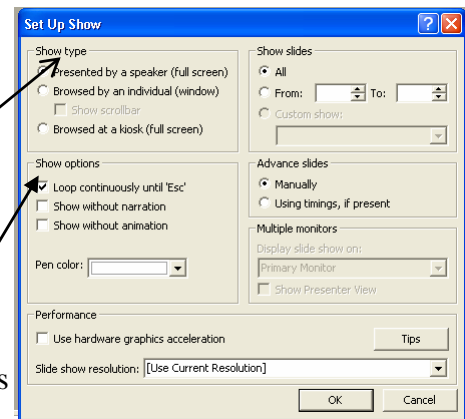 Set Up Show
Show type
Presented by a speaker (full screen)
Browsed by an individual (window)
Show scrollbar
Browsed at a kiosk (full screen)
Show slides
All
From: To:
Custom show:
Show options
Loop continuously until 'Esc'
Show without narration
Show without animation
Pen color:
Advance slides
Manually
Using timings, if present
Multiple monitors
Display slide show on:
Primary Monitor
Show Presenter View
Performance
Use hardware graphics acceleration
Tips
Slide show resolution: [Use Current Resolution]
OK Cancel
s